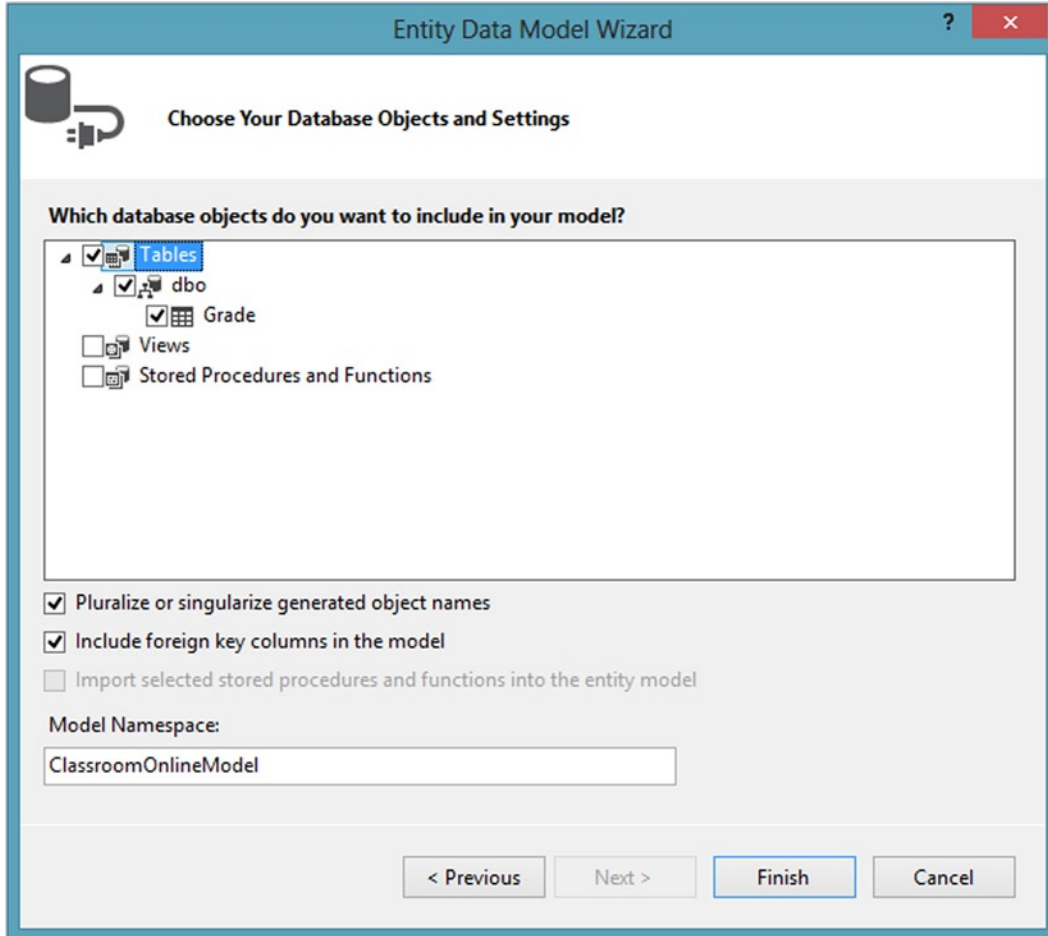 Entity Data Model Wizard
?
Choose Your Database Objects and Settings
Which database objects do you want to include in your model?
Tables
dbo
Grade
Views
Stored Procedures and Functions
Pluralize or singularize generated object names
Include foreign key columns in the model
Import selected stored procedures and functions into the entity model
Model Namespace:
ClassroomOnlineModel
< Previous Next > Finish Cancel